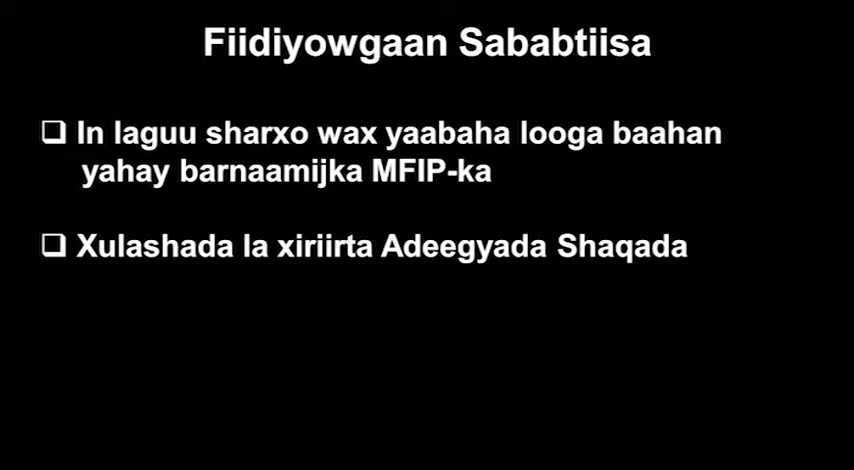 Fiidiyowgaan Sababtiisa
❑ In laguu sharxo wax yaabaha looga baahan
yahay barnaamijka MFIP-ka
❑ Xulashada la xiriirta Adeegyada Shaqada